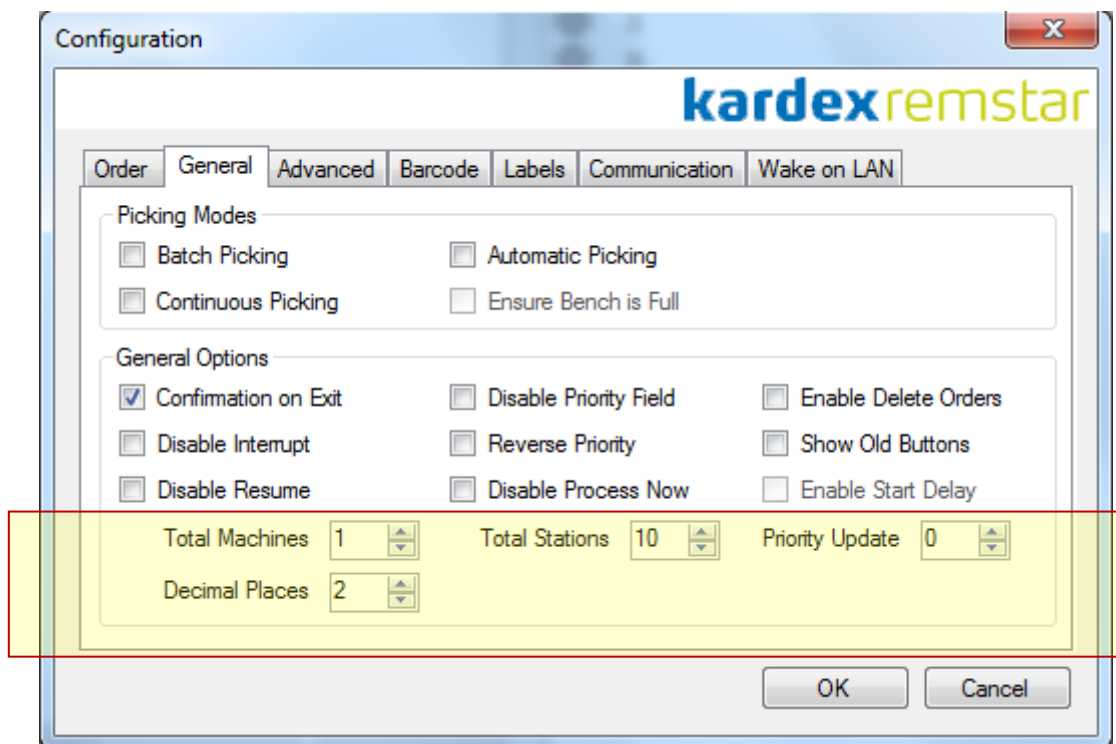 Configuration
kardexremstar
Order General Advanced Barcode Labels Communication Wake on LAN
Picking Modes
Batch Picking Automatic Picking
Continuous Picking Ensure Bench is Full
General Options
Confirmation on Exit Disable Priority Field Enable Delete Orders
Disable Interrupt Reverse Priority Show Old Buttons
Disable Resume Disable Process Now Enable Start Delay
Total Machines 1 Total Stations 10 Priority Update 0
Decimal Places 2
OK Cancel